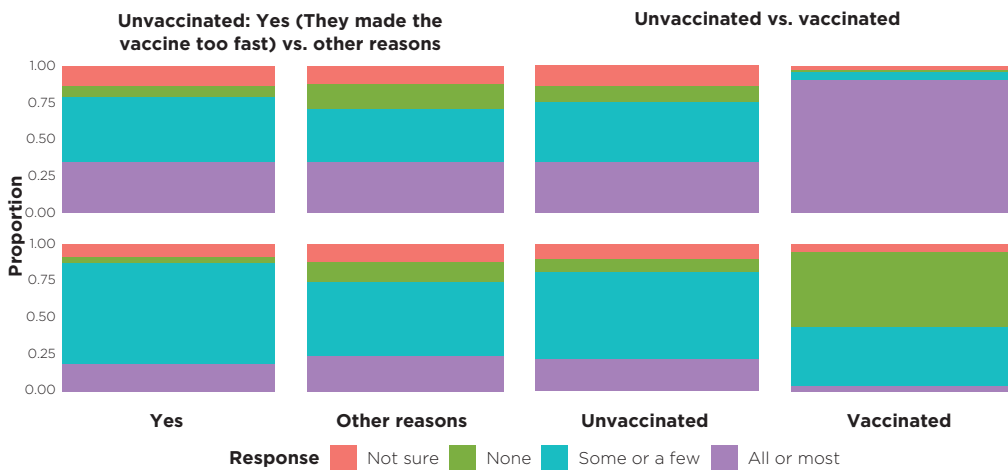 Unvaccinated: Yes (They made the
vaccine too fast) vs. other reasons
Unvaccinated vs. vaccinated
Proportion
1.00
0.75
0.50
0.25
0.00
1.00
0.75
0.50
0.25
0.00
Yes
Other reasons
Unvaccinated
Vaccinated
Response
Not sure
None
Some or a few
All or most